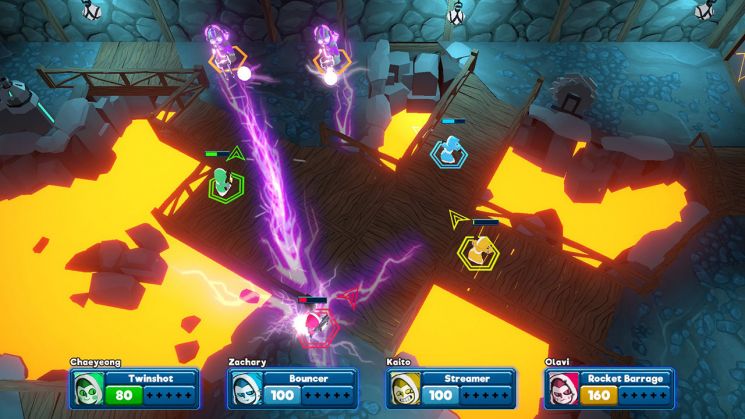 Chaeyeong
Twinshot
80
Zachary
Bouncer
100
Kaito
Streamer
100
Olavi
Rocket Barrage
160